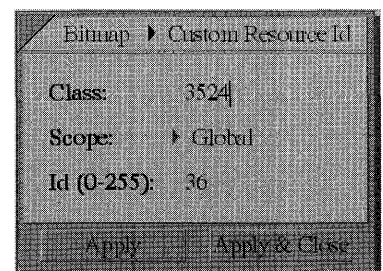 Bitmap ▸ Custom Resource Id
Class: 3524
Scope: ▸ Global
Id (0-255): 36
Apply Apply & Close